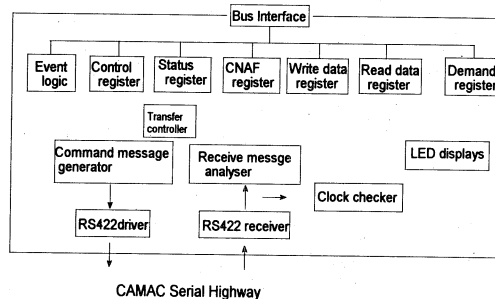 Bus Interface
Event
logic
Control
register
Status
register
CNAF
register
Write data
register
Read data
register
Demand
register
Transfer
controller
Command message
generator
Receive messge
analyser
LED displays
Clock checker
RS422driver
RS422 receiver
CAMAC Serial Highway